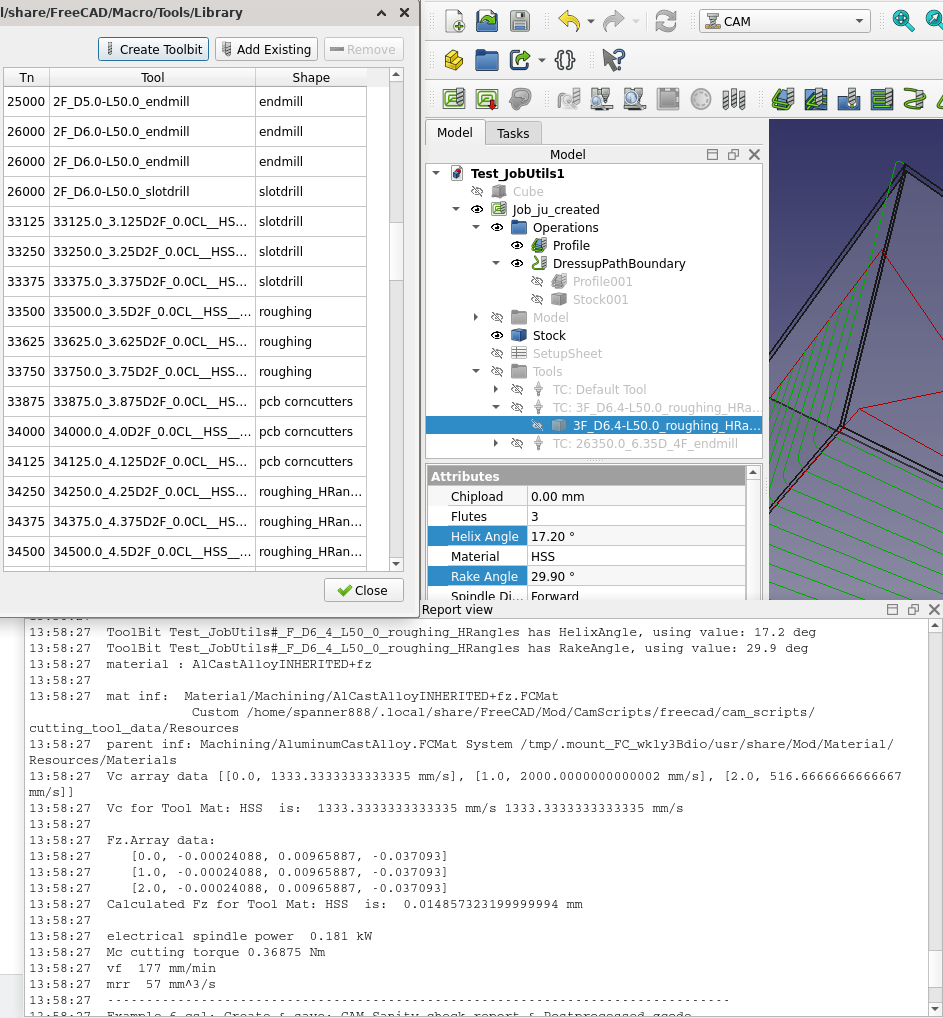 l/share/FreeCAD/Macro/Tools/Library
Create Toolbit Add Existing Remove
Tn Tool Shape
25000 2F_D5.0-L50.0_endmill endmill
26000 2F_D6.0-L50.0_endmill endmill
26000 2F_D6.0-L50.0_endmill endmill
26000 2F_D6.0-L50.0_slotdrill slotdrill
33125 33125.0_3.125D2F_0.0CL__HS... slotdrill
33250 33250.0_3.25D2F_0.0CL__HSS... slotdrill
33375 33375.0_3.375D2F_0.0CL__HS... slotdrill
33500 33500.0_3.5D2F_0.0CL__HSS__... roughing
33625 33625.0_3.625D2F_0.0CL__HS... roughing
33750 33750.0_3.75D2F_0.0CL__HSS... roughing
33875 33875.0_3.875D2F_0.0CL__HS... pcb corncutters
34000 34000.0_4.0D2F_0.0CL__HSS__... pcb corncutters
34125 34125.0_4.125D2F_0.0CL__HS... pcb corncutters
34250 34250.0_4.25D2F_0.0CL__HSS... roughing_HRan...
34375 34375.0_4.375D2F_0.0CL__HS... roughing_HRan...
34500 34500.0_4.5D2F_0.0CL__HSS__... roughing_HRan...
Close
CAM
Model Tasks
Model
Test_JobUtils1
Cube
Job_ju_created
Operations
Profile
DressupPathBoundary
Profile001
Stock001
Model
Stock
SetupSheet
Tools
TC: Default Tool
TC: 3F_D6.4-L50.0_roughing_HRa...
3F_D6.4-L50.0_roughing_HRa...
TC: 26350.0_6.35D_4F_endmill
Attributes
Chipload 0.00 mm
Flutes 3
Helix Angle 17.20 °
Material HSS
Rake Angle 29.90 °
Spindle Di... Forward
Report view
13:58:27 ToolBit Test_JobUtils#_F_D6_4_L50_0_roughing_HRangles has HelixAngle, using value: 17.2 deg
13:58:27 ToolBit Test_JobUtils#_F_D6_4_L50_0_roughing_HRangles has RakeAngle, using value: 29.9 deg
13:58:27 material : AlCastAlloyINHERITED+fz
13:58:27
13:58:27 mat inf: Material/Machining/AlCastAlloyINHERITED+fz.FCMat
Custom /home/spanner888/.local/share/FreeCAD/Mod/CamScripts/freecad/cam_scripts/
cutting_tool_data/Resources
13:58:27 parent inf: Machining/AluminumCastAlloy.FCMat System /tmp/.mount_FC_wkly3Bdio/usr/share/Mod/Material/
Resources/Materials
13:58:27 Vc array data [[0.0, 1333.3333333333335 mm/s], [1.0, 2000.0000000000002 mm/s], [2.0, 516.6666666666667
mm/s]]
13:58:27 Vc for Tool Mat: HSS is: 1333.3333333333335 mm/s 1333.3333333333335 mm/s
13:58:27
13:58:27 Fz.Array data:
13:58:27 [0.0, -0.00024088, 0.00965887, -0.037093]
13:58:27 [1.0, -0.00024088, 0.00965887, -0.037093]
13:58:27 [2.0, -0.00024088, 0.00965887, -0.037093]
13:58:27 Calculated Fz for Tool Mat: HSS is: 0.014857323199999994 mm
13:58:27
13:58:27 electrical spindle power 0.181 kW
13:58:27 Mc cutting torque 0.36875 Nm
13:58:27 vf 177 mm/min
13:58:27 mrr 57 mm^3/s
13:58:27 ------------------------------------------------------------------------------